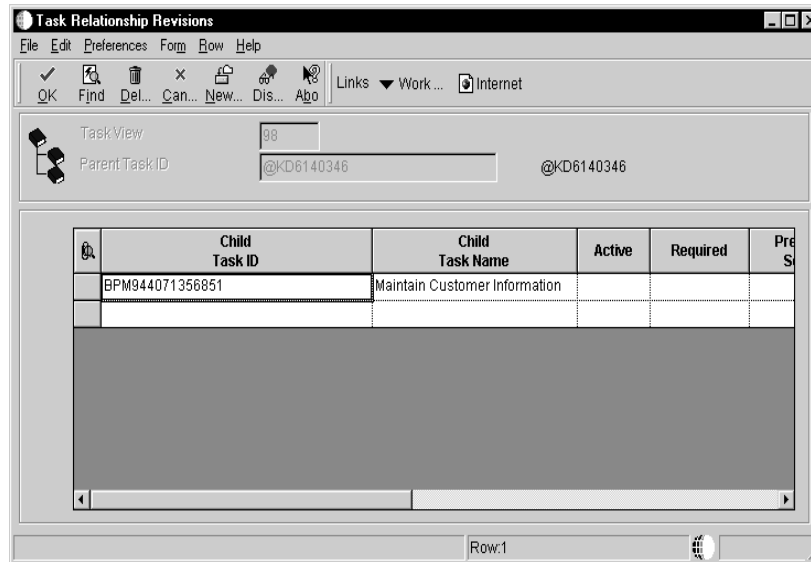 Task Relationship Revisions
File Edit Preferences Form Row Help
OK Find Del... Can... New... Dis... Abo Links Work ... Internet
Task View 98
Parent Task ID @KD6140346 @KD6140346
Child Task ID Child Task Name Active Required Pre S
BPM944071356851 Maintain Customer Information
Row:1